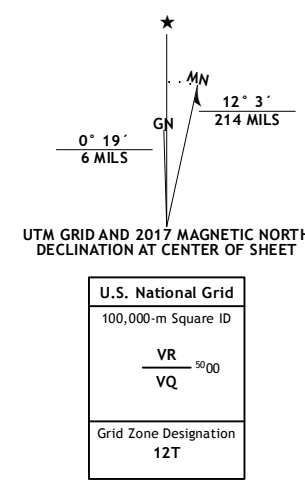 ★
MN
GN
12° 3´
214 MILS
0° 19´
6 MILS
UTM GRID AND 2017 MAGNETIC NORTH
DECLINATION AT CENTER OF SHEET
U.S. National Grid
100,000-m Square ID
VR
5000
VQ
Grid Zone Designation
12T